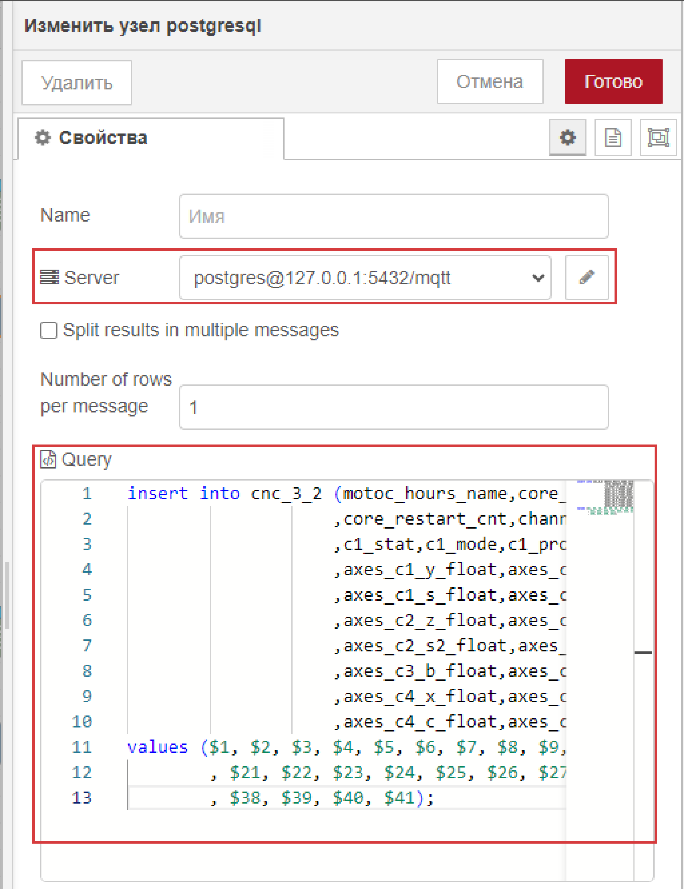 Изменить узел postgresql
Удалить Отмена Готово
Свойства
Name Имя
Server postgres@127.0.0.1:5432/mqtt
Split results in multiple messages
Number of rows
per message 1
Query
1 insert into cnc_3_2 (motoc_hours_name,core_
2 ,core_restart_cnt,chann
3 ,c1_stat,c1_mode,c1_pro
4 ,axes_c1_y_float,axes_c
5 ,axes_c1_s_float,axes_c
6 ,axes_c2_z_float,axes_c
7 ,axes_c2_s2_float,axes_
8 ,axes_c3_b_float,axes_c
9 ,axes_c4_x_float,axes_c
10 ,axes_c4_c_float,axes_c
11 values ($1, $2, $3, $4, $5, $6, $7, $8, $9,
12 , $21, $22, $23, $24, $25, $26, $27
13 , $38, $39, $40, $41);